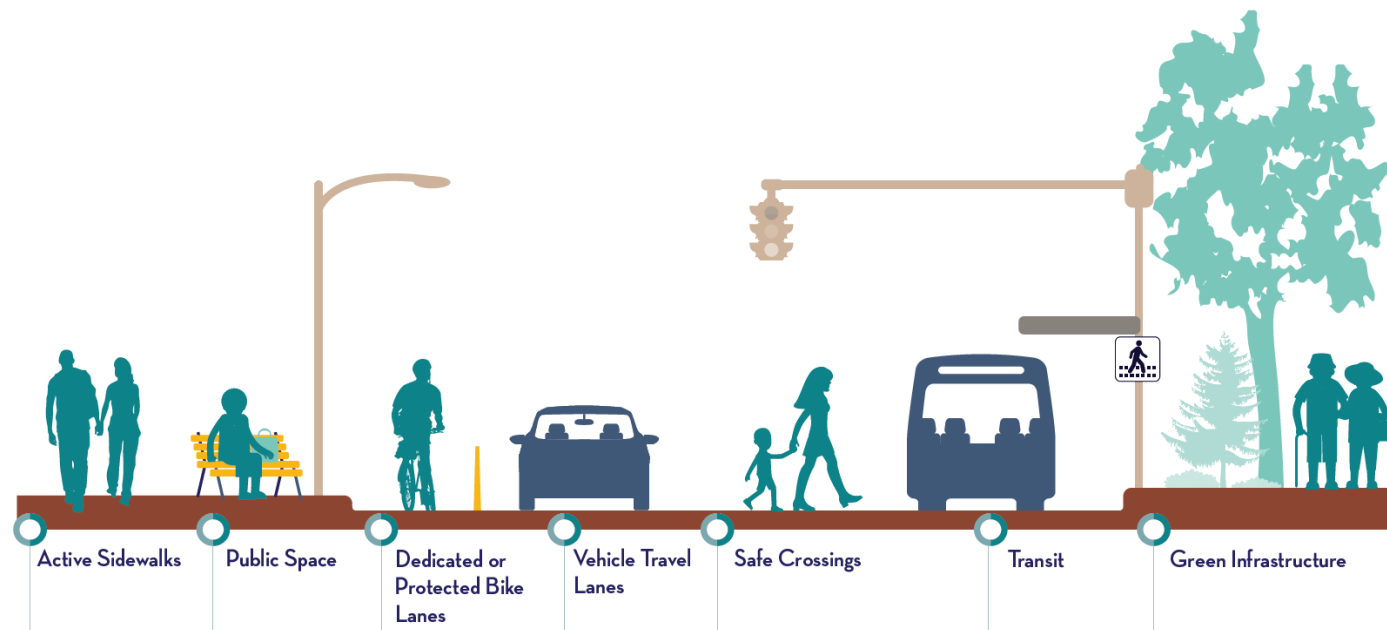 Active Sidewalks
Public Space
Dedicated or
Protected Bike
Lanes
Vehicle Travel
Lanes
Safe Crossings
Transit
Green Infrastructure